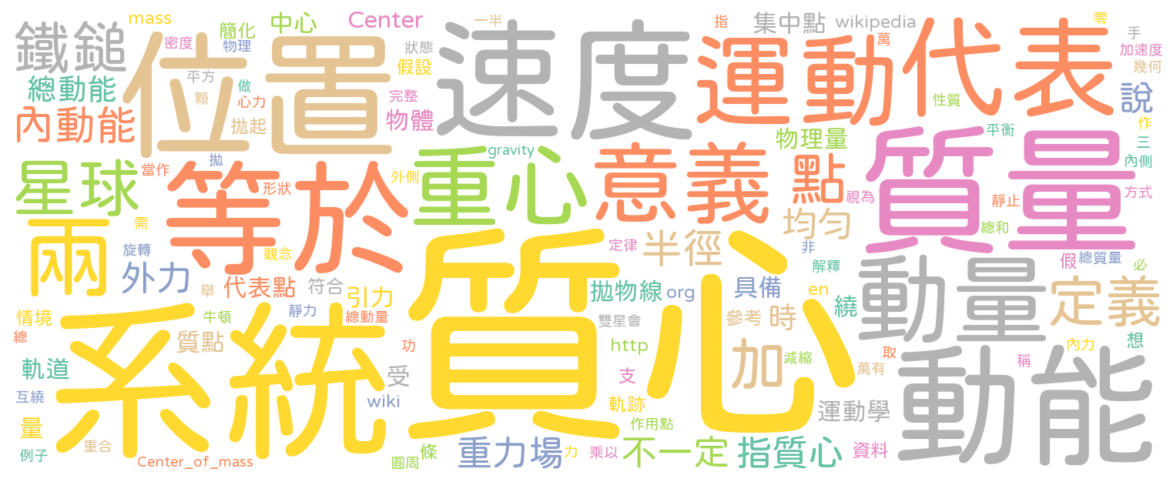 mass 中心 Center 一半 指 集中點 wikipedia 萬 零
鐵鎚 密度 簡化 物理 位置 狀態 假設 速度 運動 代表 手 加速度 幾何
總動能 平方 顆 做 心力 完整 物體 性質 說
內動能 拋起 物理量 平衡 作 三
星球 當作 拋 等於 形狀 外側 重心 gravity 意義 點 視為 靜止 質量 內側 方式
兩 需 旋轉 觀念 均勻 非 總和
外力 舉 代表點 符合 引力 定律 半徑 解釋 假 總質量 必
情境 總 牛頓 靜力 總動量 質心 拋物線 org 具備 en 繞 動量 定義
系統 質點 雙星會 參考 時 想
軌道 功 受 http 支 加 減縮 萬有 取 內力 稱 動能
互繞 量 wiki 軌跡 作用點 運動學
例子 重合 Center_of_mass 圓周 條 重力場 力 乘以 不一定 指質心 資料